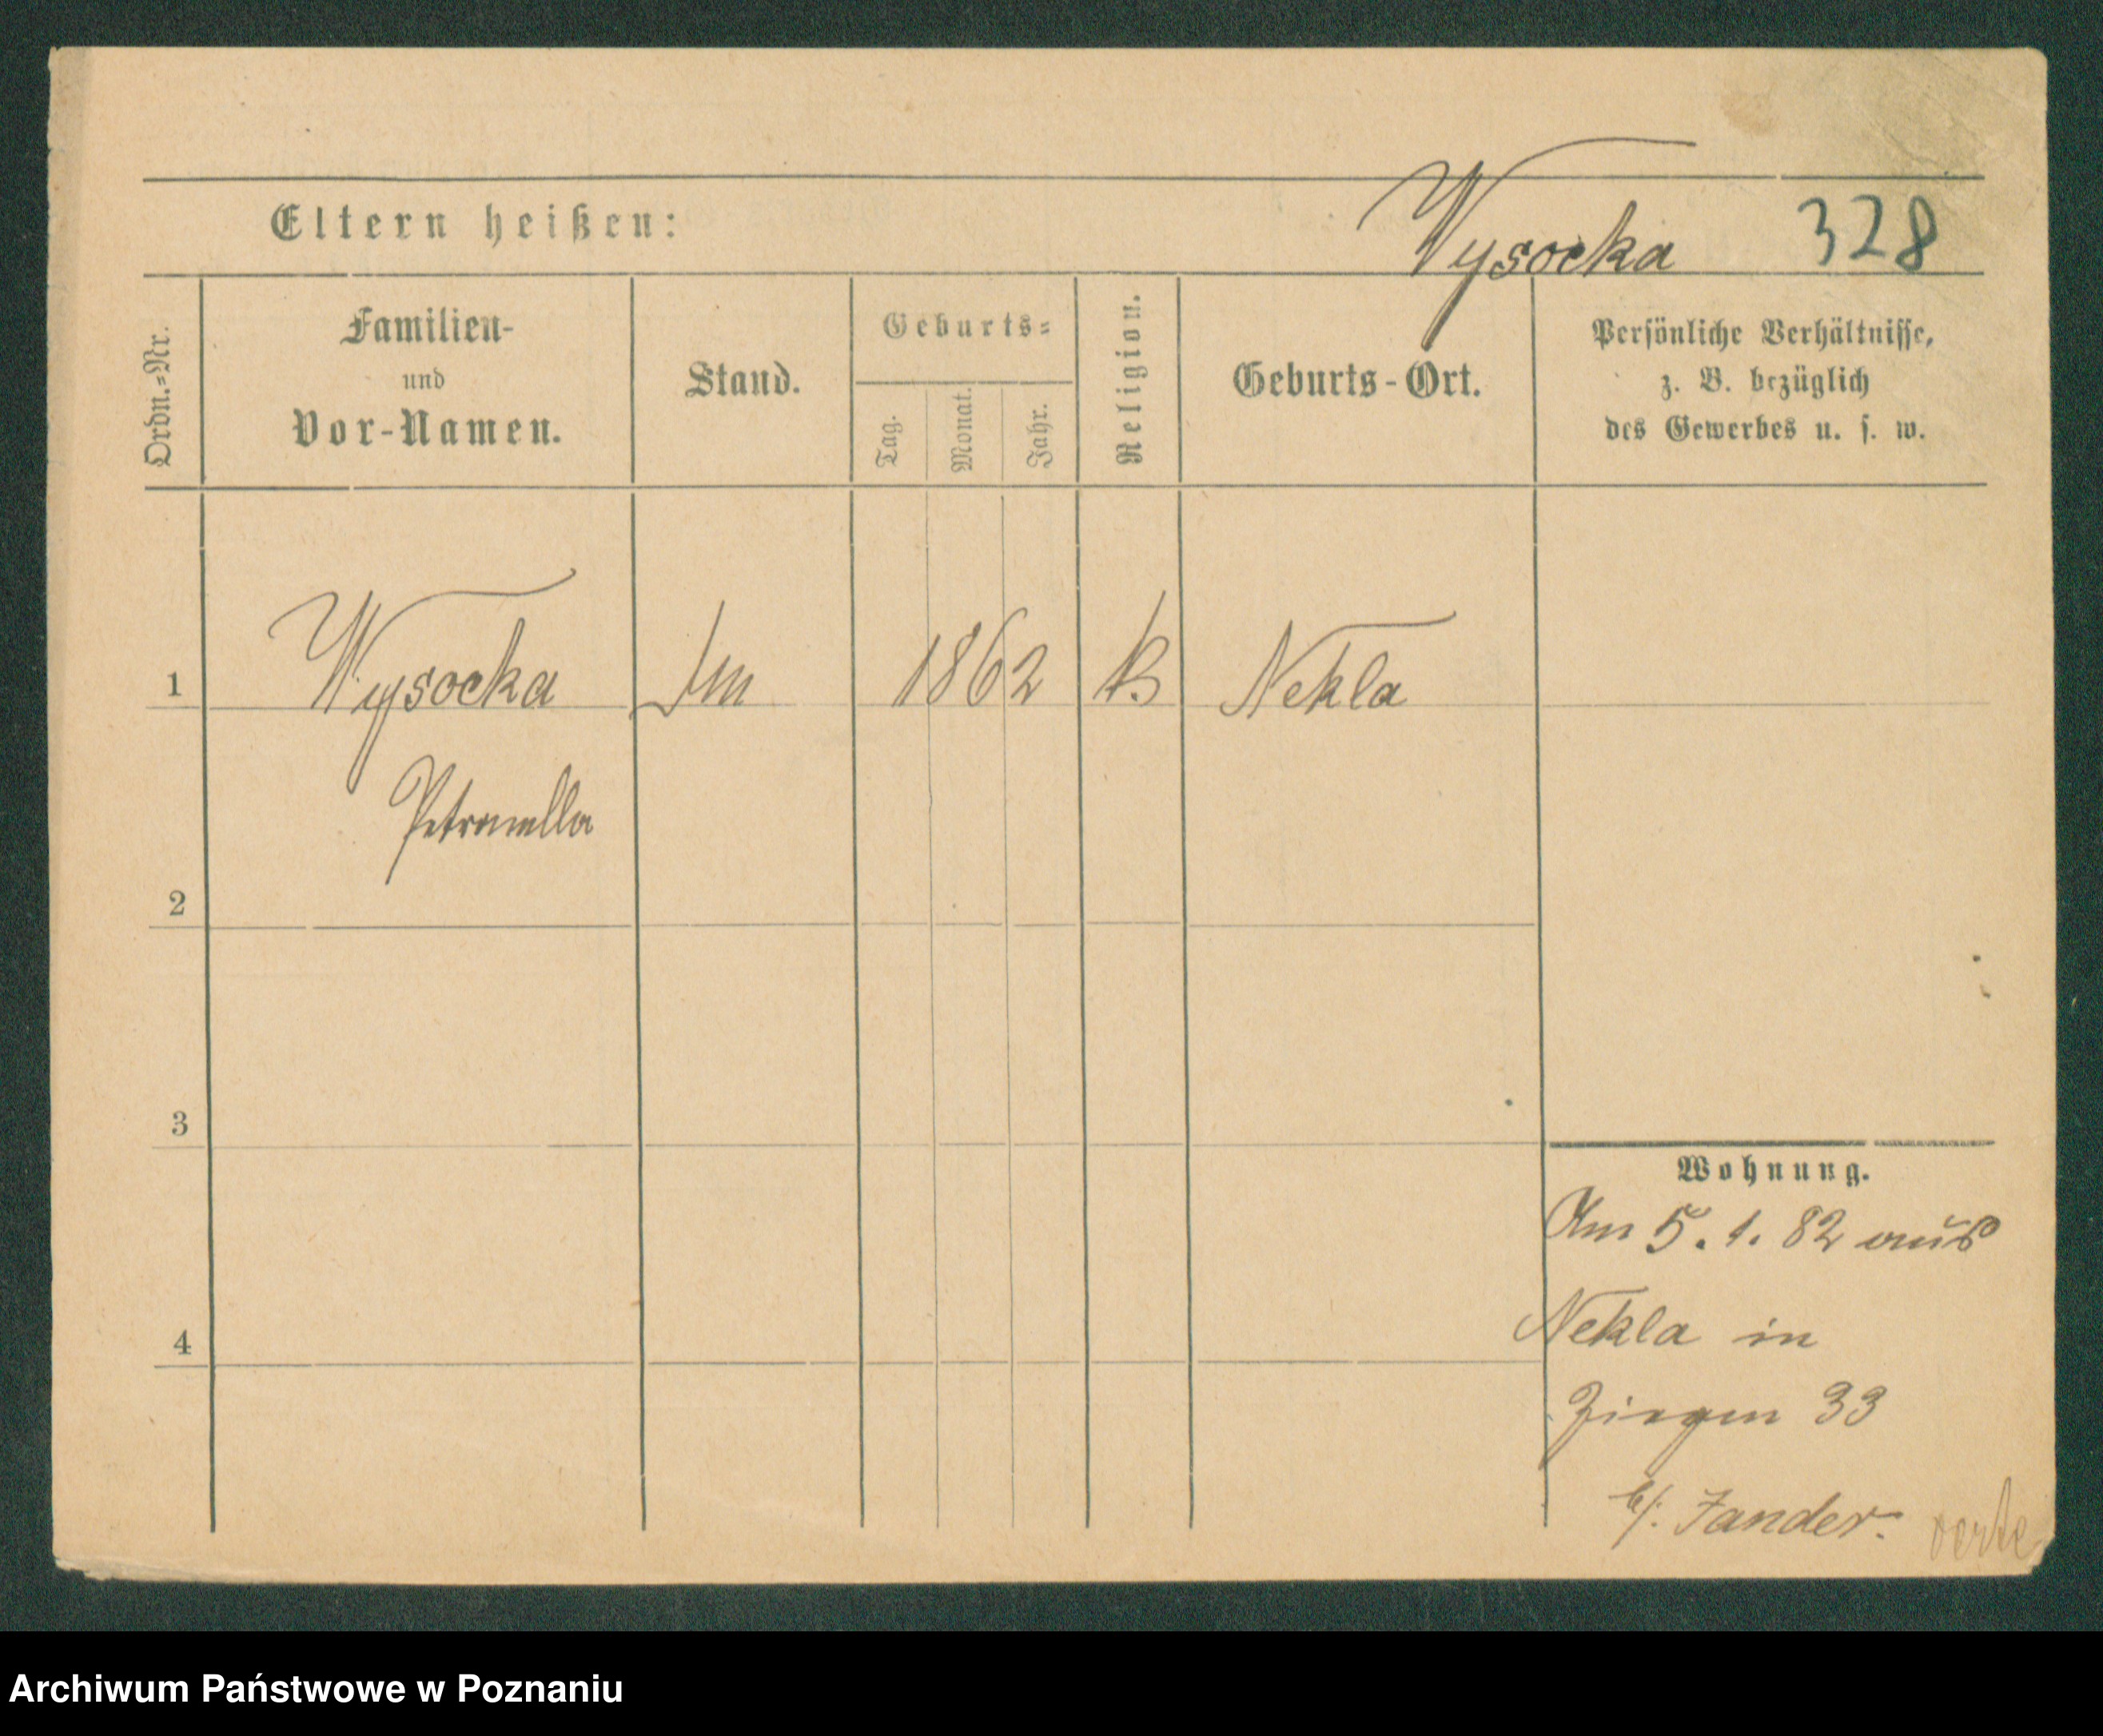 Eltern heißen:
Wysocka 328
Ordn.=Nr.
Familien-
und
Vor-Namen.
Stand.
Geburts=
Tag.
Monat.
Jahr.
Religion.
Geburts-Ort.
Persönliche Verhältnisse,
z. B. bezüglich
des Gewerbes u. s. w.
1 Wysocka 1862 Nekla
Petronella
2
3
4
Wohnung.
Am 5. 1. 82 aus
Nekla in
33
b/. Zander.
Archiwum Państwowe w Poznaniu